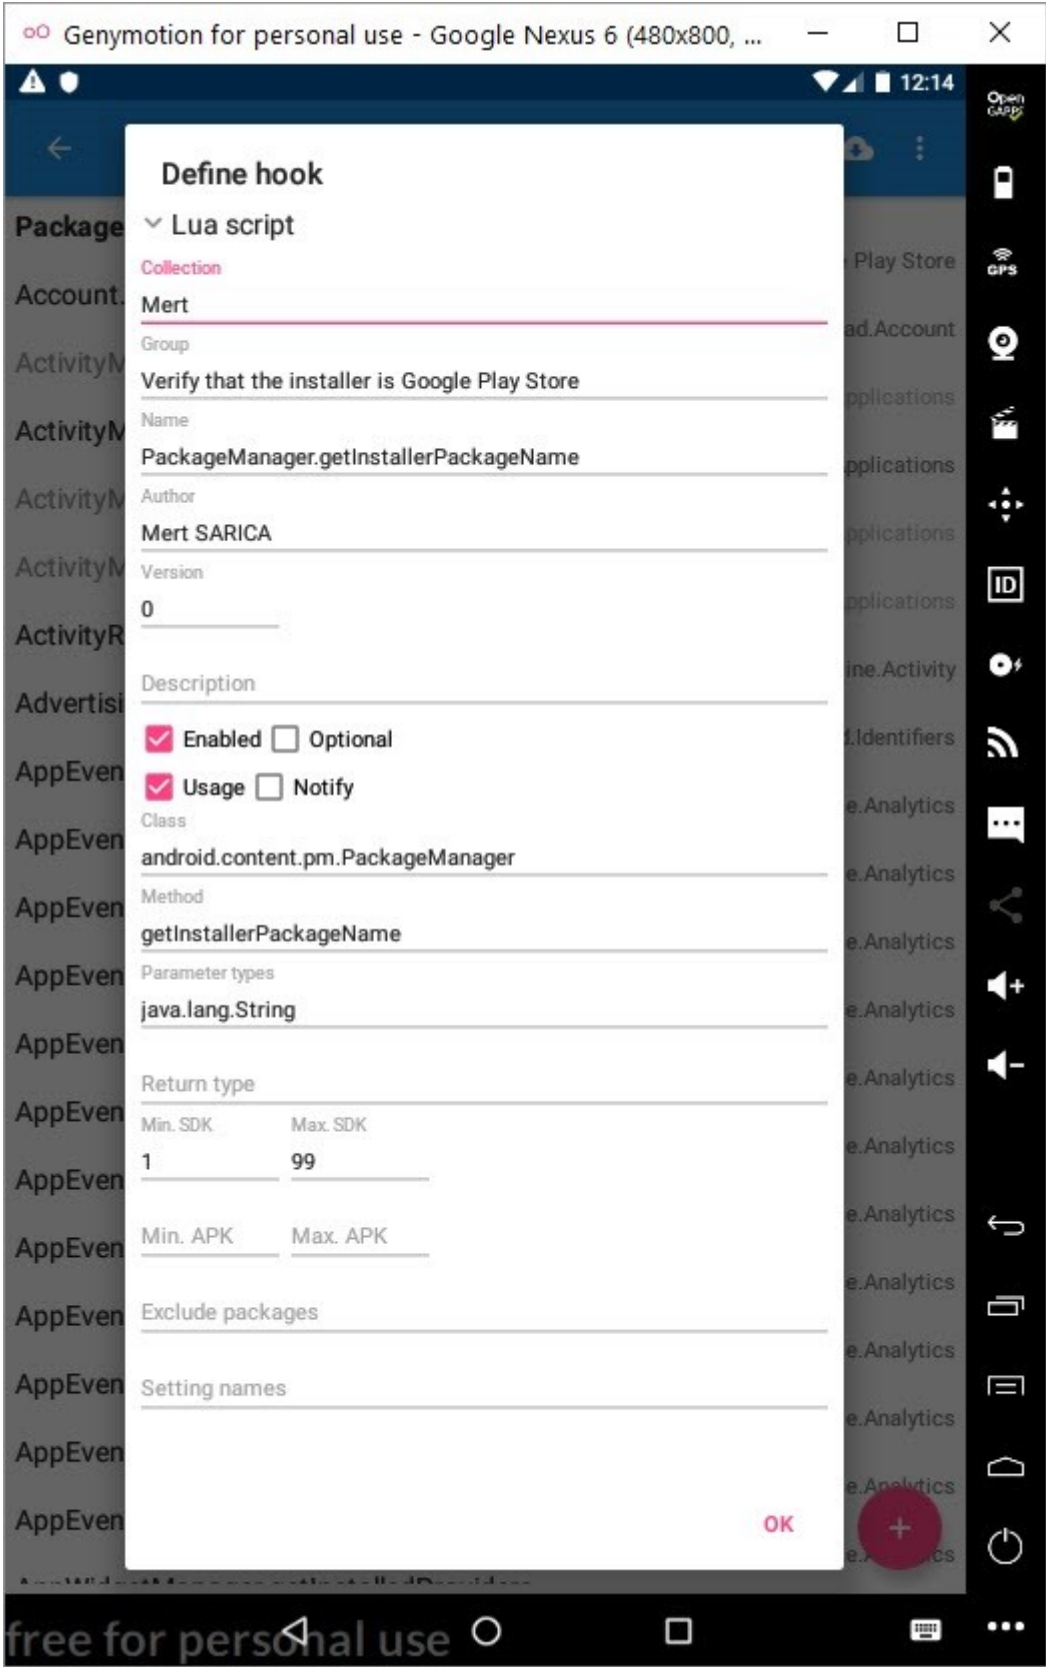 Genymotion for personal use - Google Nexus 6 (480x800, ...
12:14
Open
GAPPS
Define hook
Lua script
Package
Collection
Play Store
GPS
Account.
Mert
ad.Account
Group
ActivityM
Verify that the installer is Google Play Store
pplications
Name
ActivityM
PackageManager.getInstallerPackageName
pplications
Author
ActivityM
Mert SARICA
pplications
ActivityM
Version
ID
0
pplications
ActivityR
ine.Activity
Description
Advertisi
Enabled
Optional
d.Identifiers
AppEven
Usage
Notify
e.Analytics
Class
AppEven
android.content.pm.PackageManager
e.Analytics
Method
AppEven
getInstallerPackageName
e.Analytics
Parameter types
AppEven
java.lang.String
AppEven
Return type
e.Analytics
Min. SDK
Max. SDK
AppEven
1
99
e.Analytics
AppEven
e.Analytics
Min. APK
Max. APK
AppEven
e.Analytics
Exclude packages
AppEven
e.Analytics
Setting names
AppEven
e.Analytics
AppEven
e.Analytics
AppEven
OK
AppWidgetManager.getInstalledProviders
free for personal use